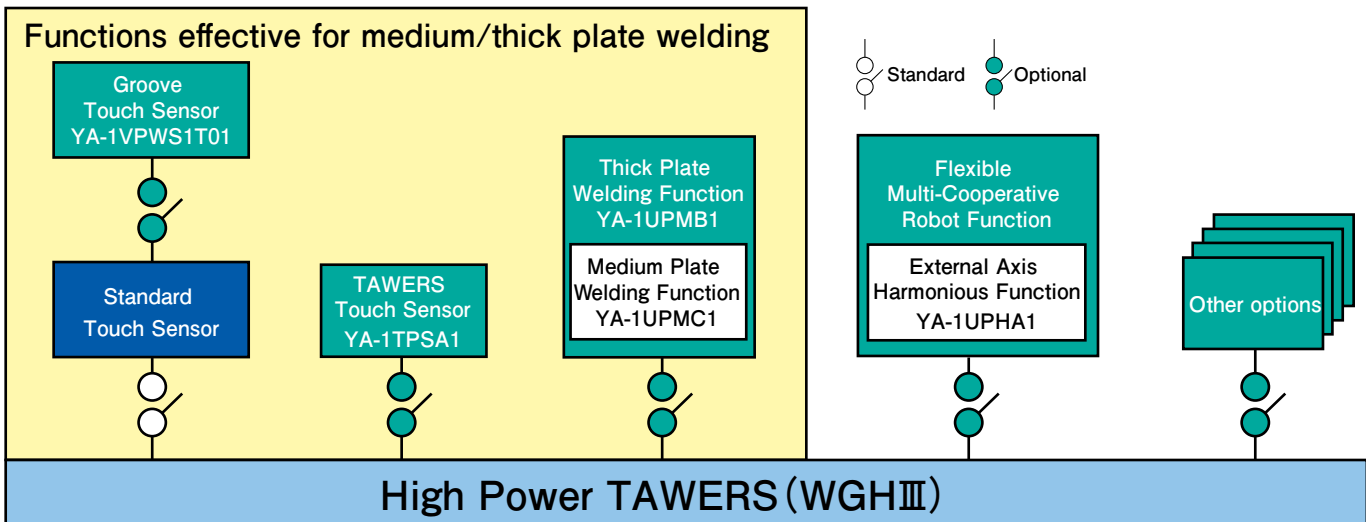 Functions effective for medium/thick plate welding
Groove
Touch Sensor
YA-1VPWS1T01
Standard
Touch Sensor
TAWERS
Touch Sensor
YA-1TPSA1
Thick Plate
Welding Function
YA-1UPMB1
Medium Plate
Welding Function
YA-1UPMC1
Standard
Optional
Flexible
Multi-Cooperative
Robot Function
External Axis
Harmonious Function
YA-1UPHA1
Other options
High Power TAWERS(WGHⅢ)